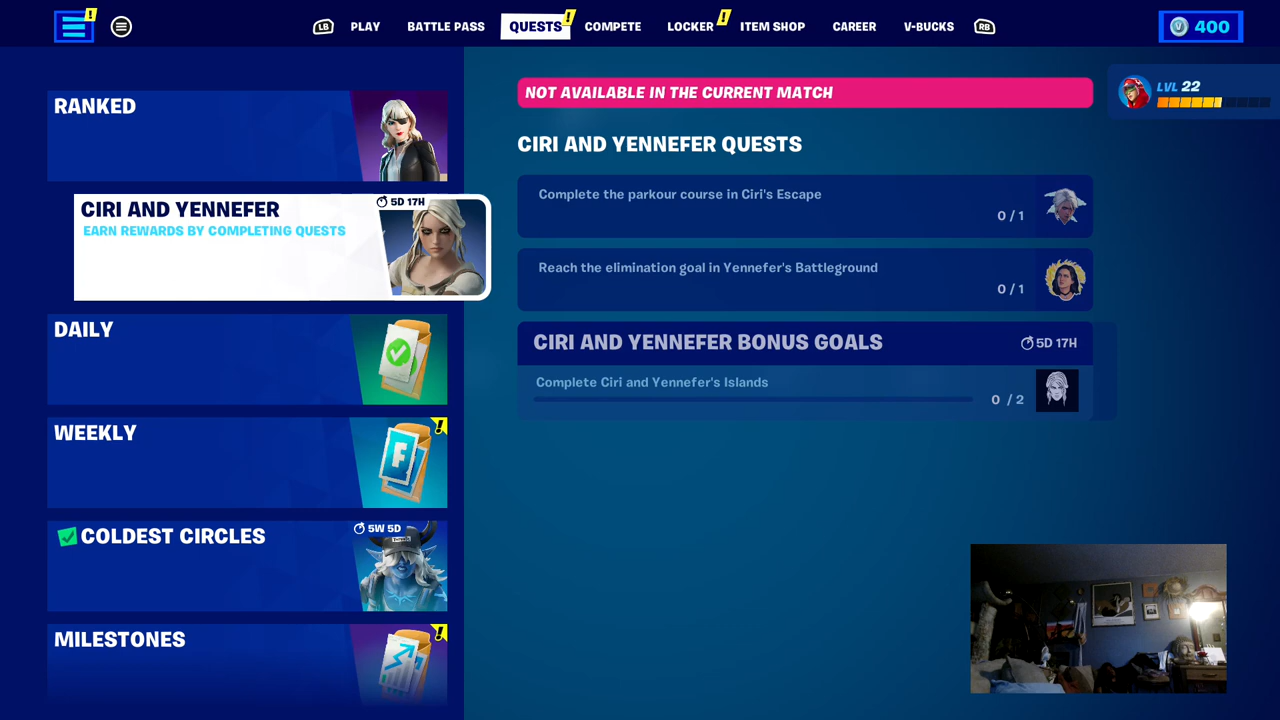 LB
PLAY
BATTLE PASS
QUESTS
COMPETE
LOCKER
ITEM SHOP
CAREER
V-BUCKS
RB
400
LVL 22
RANKED
CIRI AND YENNEFER
5D 17H
EARN REWARDS BY COMPLETING QUESTS
DAILY
WEEKLY
COLDEST CIRCLES
5W 5D
MILESTONES
NOT AVAILABLE IN THE CURRENT MATCH
CIRI AND YENNEFER QUESTS
Complete the parkour course in Ciri's Escape
0 / 1
Reach the elimination goal in Yennefer's Battleground
0 / 1
CIRI AND YENNEFER BONUS GOALS
5D 17H
Complete Ciri and Yennefer's Islands
0 / 2